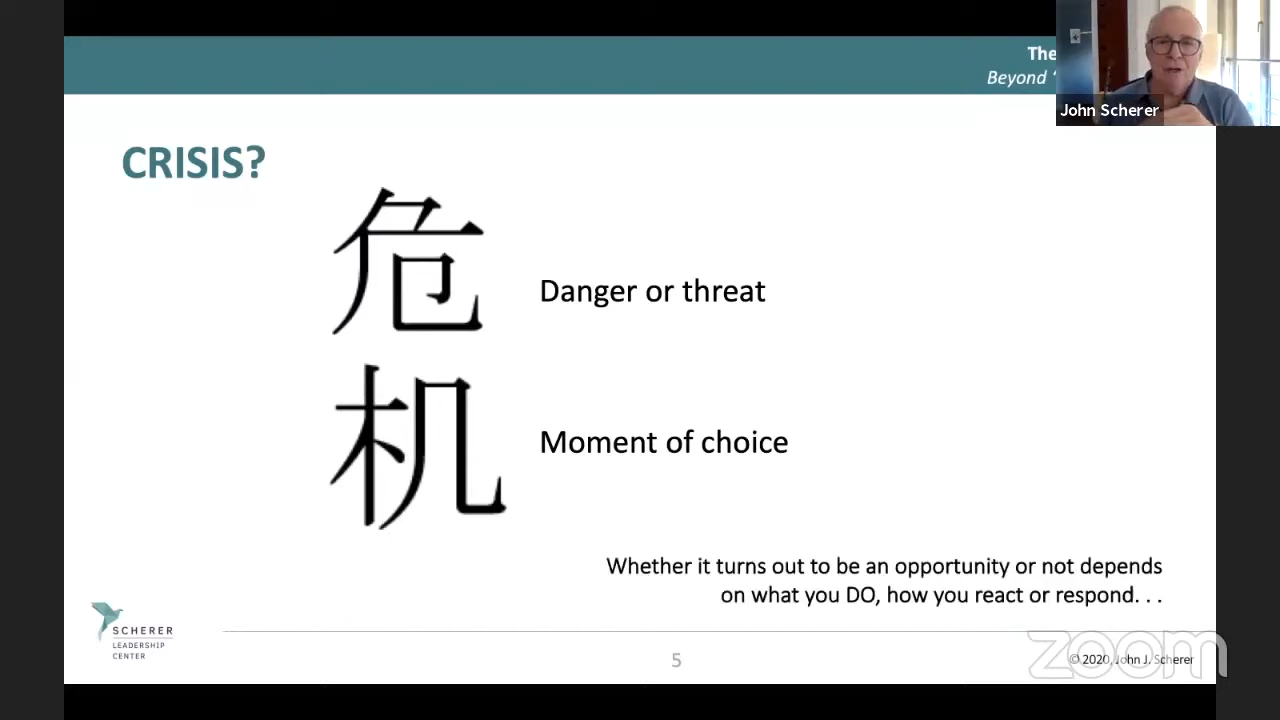 The
Beyond ‘
John Scherer
CRISIS?
危
Danger or threat
机
Moment of choice
Whether it turns out to be an opportunity or not depends
on what you DO, how you react or respond. . .
SCHERER
LEADERSHIP
CENTER
5
© 2020, John J. Scherer
zoom